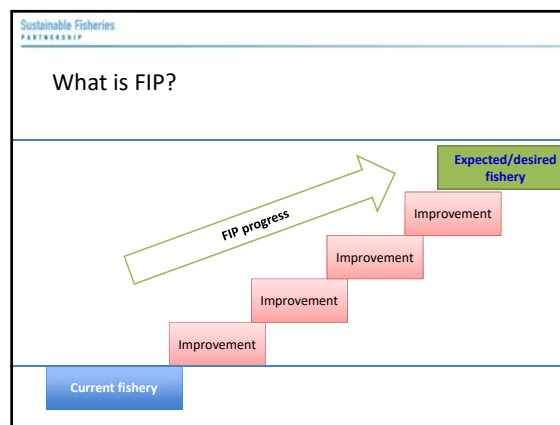 Sustainable Fisheries
PARTNERSHIP
What is FIP?
Expected/desired
fishery
FIP progress
Improvement
Improvement
Improvement
Improvement
Current fishery